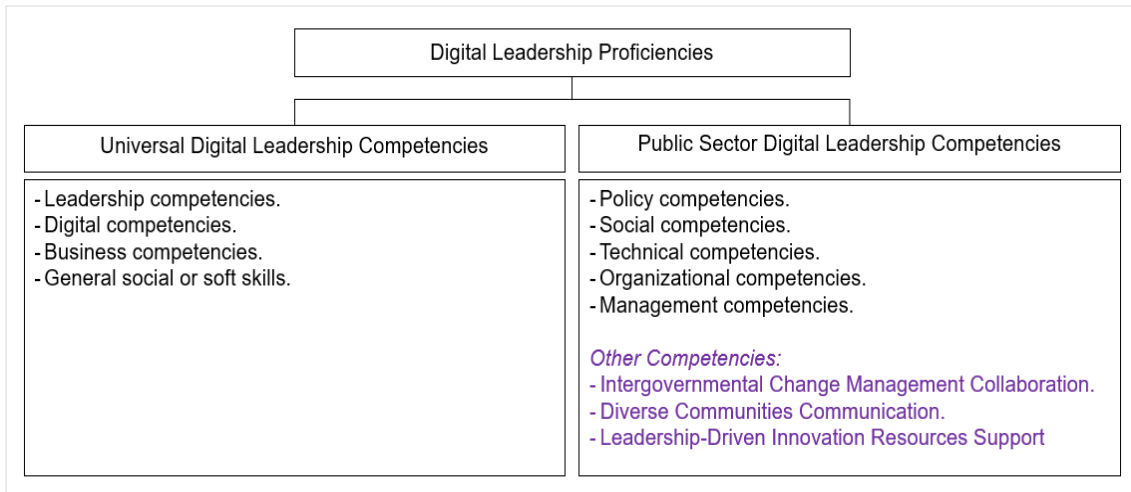 Digital Leadership Proficiencies
Universal Digital Leadership Competencies
- Leadership competencies.
- Digital competencies.
- Business competencies.
- General social or soft skills.
Public Sector Digital Leadership Competencies
- Policy competencies.
- Social competencies.
- Technical competencies.
- Organizational competencies.
- Management competencies.
Other Competencies:
- Intergovernmental Change Management Collaboration.
- Diverse Communities Communication.
- Leadership-Driven Innovation Resources Support